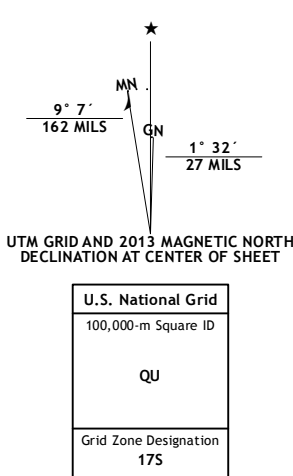 ★
MN
9° 7´
162 MILS
GN
1° 32´
27 MILS
UTM GRID AND 2013 MAGNETIC NORTH
DECLINATION AT CENTER OF SHEET
U.S. National Grid
100,000-m Square ID
QU
Grid Zone Designation
17S